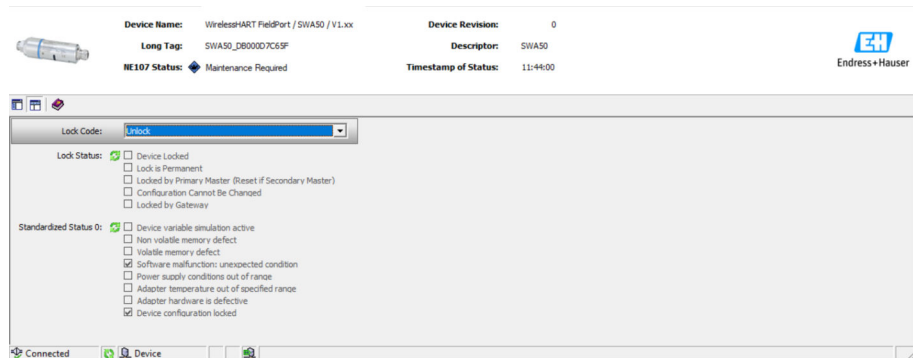 Device Name: WirelessHART FieldPort / SWA50 / V1.xx Device Revision: 0
Long Tag: SWA50_DB000D7C65F Descriptor: SWA50
NE107 Status: Maintenance Required Timestamp of Status: 11:44:00
EH
Endress+Hauser
Lock Code: Unlock
Lock Status: Device Locked
Lock is Permanent
Locked by Primary Master (Reset if Secondary Master)
Configuration Cannot Be Changed
Locked by Gateway
Standardized Status 0: Device variable simulation active
Non volatile memory defect
Volatile memory defect
Software malfunction: unexpected condition
Power supply conditions out of range
Adapter temperature out of specified range
Adapter hardware is defective
Device configuration locked
Connected Device